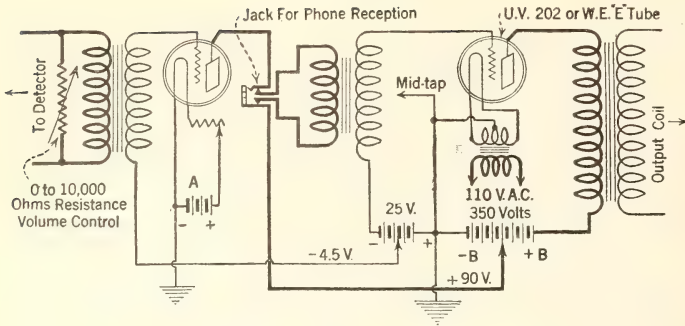 Jack For Phone Reception
U.V. 202 or W.E."E" Tube
To Detector
Mid-tap
Output Coil
0 to 10,000
Ohms Resistance
Volume Control
A
- +
110 V. A.C.
350 Volts
25 V.
- +
-B +B
-4.5 V.
+90 V.